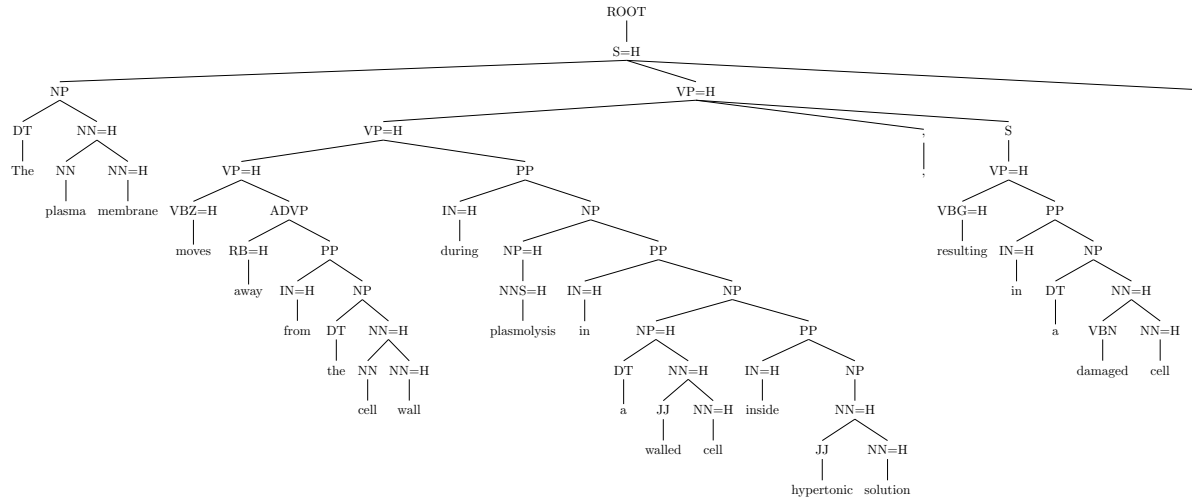 ROOT
S=H
NP VP=H
DT NN=H VP=H , S
The NN NN=H VP=H PP , VP=H
plasma membrane VBZ=H ADVP IN=H NP VBG=H PP
moves RB=H PP during NP=H PP resulting IN=H NP
away IN=H NP NNS=H IN=H NP in DT NN=H
from DT NN=H plasmolysis in NP=H PP a VBN NN=H
the NN NN=H DT NN=H IN=H NP damaged cell
cell wall a JJ NN=H inside NN=H
walled cell JJ NN=H
hypertonic solution